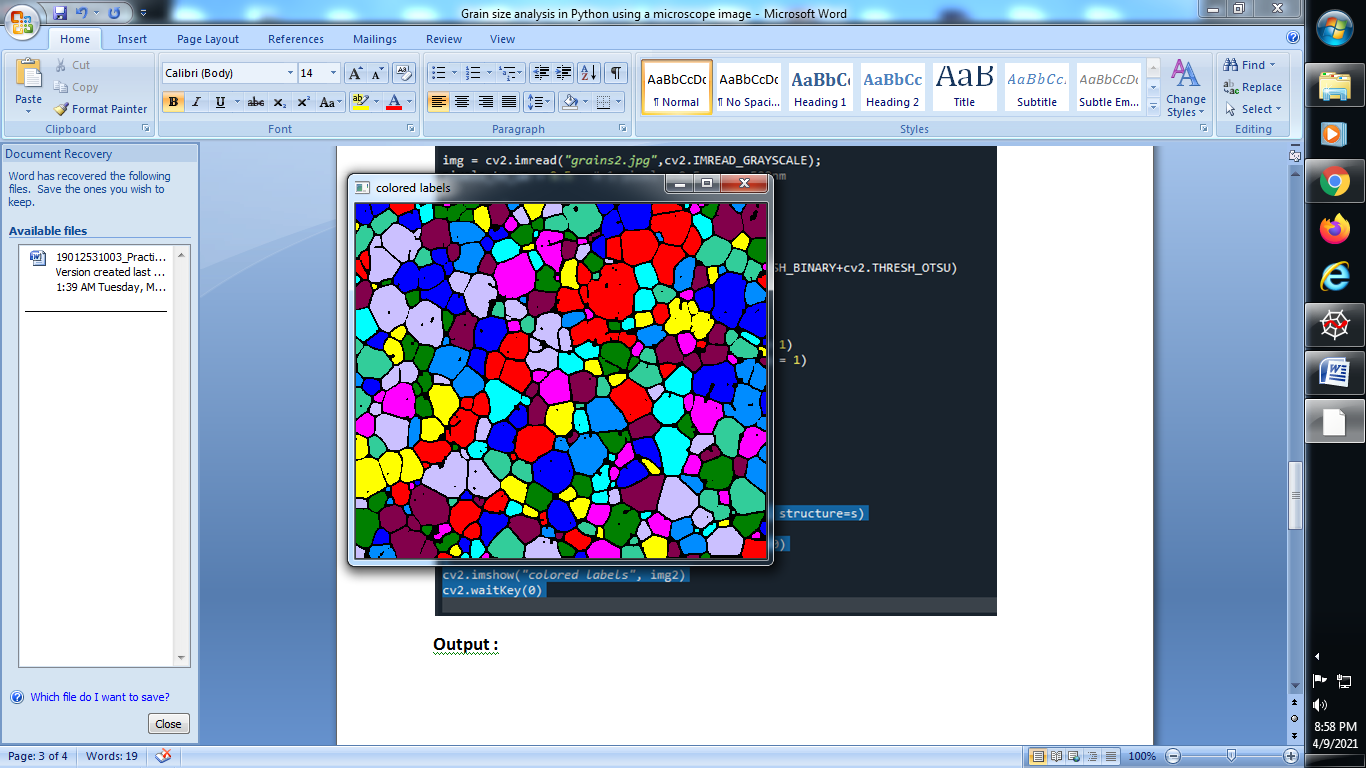 Grain size analysis in Python using a microscope image - Microsoft Word
Home Insert Page Layout References Mailings Review View
Paste
Cut
Copy
Format Painter
Clipboard
Calibri (Body) 14
B I U abc x₂ x² Aa
Font
Paragraph
AaBbCcDc AaBbCcDc AaBbCc AaBbCc AaB AaBbCc. AaBbCcDc
¶ Normal ¶ No Spaci... Heading 1 Heading 2 Title Subtitle Subtle Em...
Change
Styles
Styles
Find
Replace
Select
Editing
Document Recovery
Word has recovered the following
files. Save the ones you wish to
keep.
Available files
19012531003_Practi...
Version created last ...
1:39 AM Tuesday, M...
Which file do I want to save?
Close
img = cv2.imread("grains2.jpg",cv2.IMREAD_GRAYSCALE);
colored labels
SH_BINARY+cv2.THRESH_OTSU)
1)
= 1)
structure=s)
0)
cv2.imshow("colored labels", img2)
cv2.waitKey(0)
Output :
Page: 3 of 4 Words: 19
100%
8:58 PM
4/9/2021